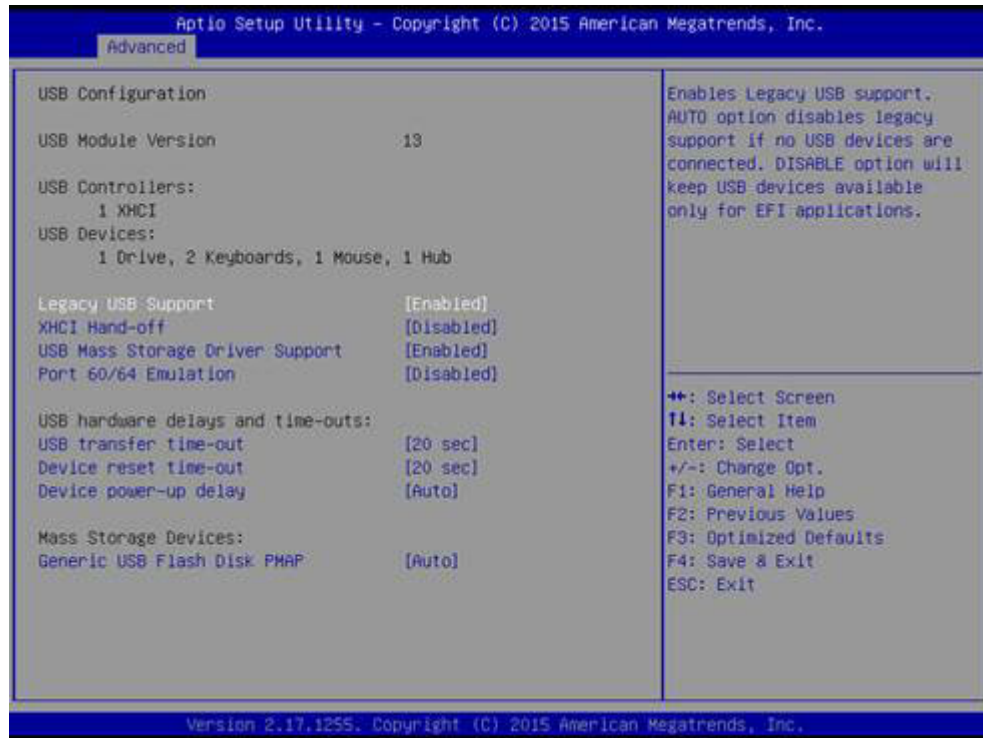 Aptio Setup Utility – Copyright (C) 2015 American Megatrends, Inc.
Advanced
USB Configuration
USB Module Version 13
USB Controllers:
1 XHCI
USB Devices:
1 Drive, 2 Keyboards, 1 Mouse, 1 Hub
Legacy USB Support [Enabled]
XHCI Hand-off [Disabled]
USB Mass Storage Driver Support [Enabled]
Port 60/64 Emulation [Disabled]
USB hardware delays and time-outs:
USB transfer time-out [20 sec]
Device reset time-out [20 sec]
Device power-up delay [Auto]
Mass Storage Devices:
Generic USB Flash Disk PMAP [Auto]
Enables Legacy USB support.
AUTO option disables legacy
support if no USB devices are
connected. DISABLE option will
keep USB devices available
only for EFI applications.
→←: Select Screen
↑↓: Select Item
Enter: Select
+/-: Change Opt.
F1: General Help
F2: Previous Values
F3: Optimized Defaults
F4: Save & Exit
ESC: Exit
Version 2.17.1255. Copyright (C) 2015 American Megatrends, Inc.